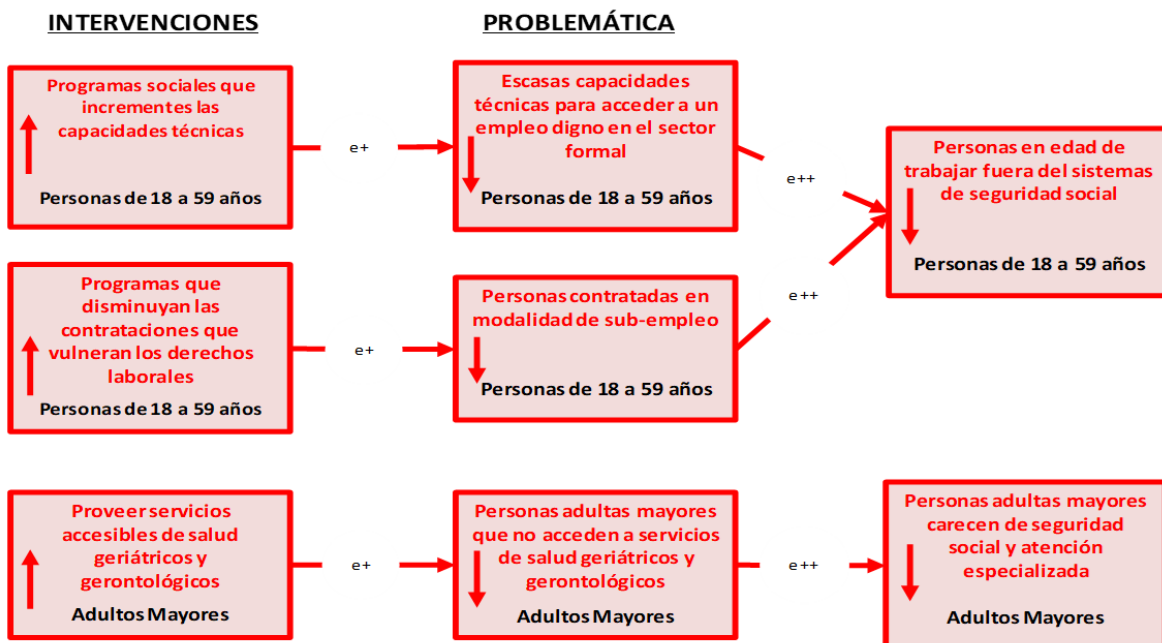 INTERVENCIONES
PROBLEMÁTICA
Programas sociales que
incrementes las
capacidades técnicas
Personas de 18 a 59 años
e+
Escasas capacidades
técnicas para acceder a un
empleo digno en el sector
formal
Personas de 18 a 59 años
e++
Personas en edad de
trabajar fuera del sistemas
de seguridad social
Personas de 18 a 59 años
Programas que
disminuyan las
contrataciones que
vulneran los derechos
laborales
Personas de 18 a 59 años
e+
Personas contratadas en
modalidad de sub-empleo
Personas de 18 a 59 años
e++
Proveer servicios
accesibles de salud
geriátricos y
gerontológicos
Adultos Mayores
e+
Personas adultas mayores
que no acceden a servicios
de salud geriátricos y
gerontológicos
Adultos Mayores
e++
Personas adultas mayores
carecen de seguridad
social y atención
especializada
Adultos Mayores